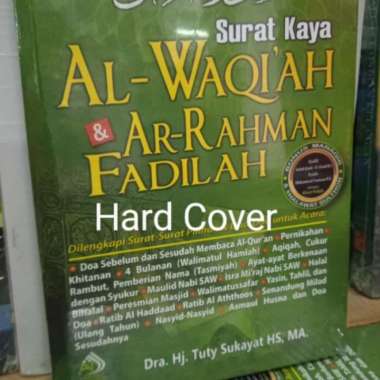 Surat Kaya
AL-WAQI'AH
& AR-RAHMAN
FADILAH
Hard Cover
Dilengkapi Surat-Surat untuk Acara:
• Doa Sebelum dan Sesudah Membaca Al-Qur'an • Pernikahan •
Khitanan • 4 Bulanan (Walimatul Hamlah) • Aqiqah, Cukur
Rambut, Pemberian Nama (Tasmiyah) • Ayat-ayat Berkenaan
dengan Syukur • Maulid Nabi SAW • Isra Mi'raj Nabi SAW • Halal
Bihalal • Peresmian Masjid • Walimatussafar • Yasin, Tahlil, dan
Doa • Ratib Al Haddaad • Ratib Al Aththoos • Senandung Milad
(Ulang Tahun) • Nasyid-Nasyid • Asmaul Husna dan Doa
Sesudahnya
Dra. Hj. Tuty Sukayat HS, MA.